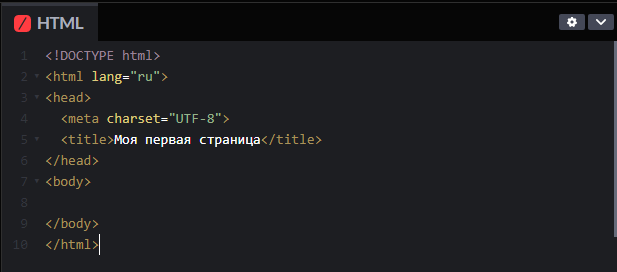 HTML
1 <!DOCTYPE html>
2 <html lang="ru">
3 <head>
4   <meta charset="UTF-8">
5   <title>Моя первая страница</title>
6 </head>
7 <body>
8
9 </body>
10 </html>